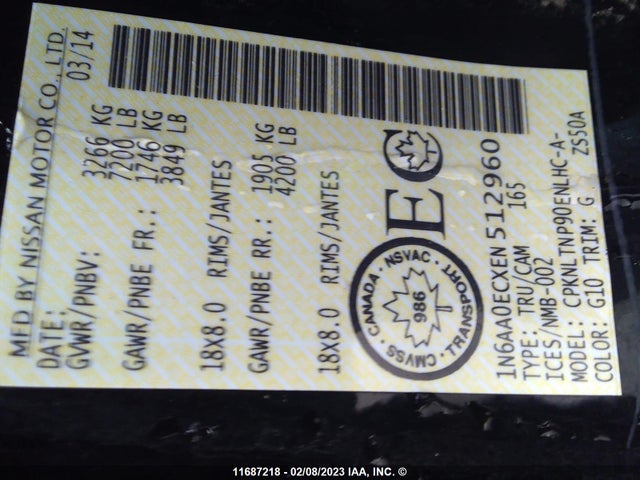 MFD BY NISSAN MOTOR CO., LTD.
DATE: 03/14
GVWR/PNBV: 3266 KG
7200 LB
GAWR/PNBE FR.: 1746 KG
3849 LB
18X8.0 RIMS/JANTES
GAWR/PNBE RR.: 1905 KG
4200 LB
18X8.0 RIMS/JANTES
CANADA · NSVAC · TRANSPORT · CMVSS
986
EC
1N6AA0ECXEN512960
TYPE: TRU/CAM 165
ICES/NMB-002
MODEL: CPKNLTNP90ENLHC-A-
COLOR: G10 TRIM: G ZS50A
11687218 - 02/08/2023 IAA, INC. ©